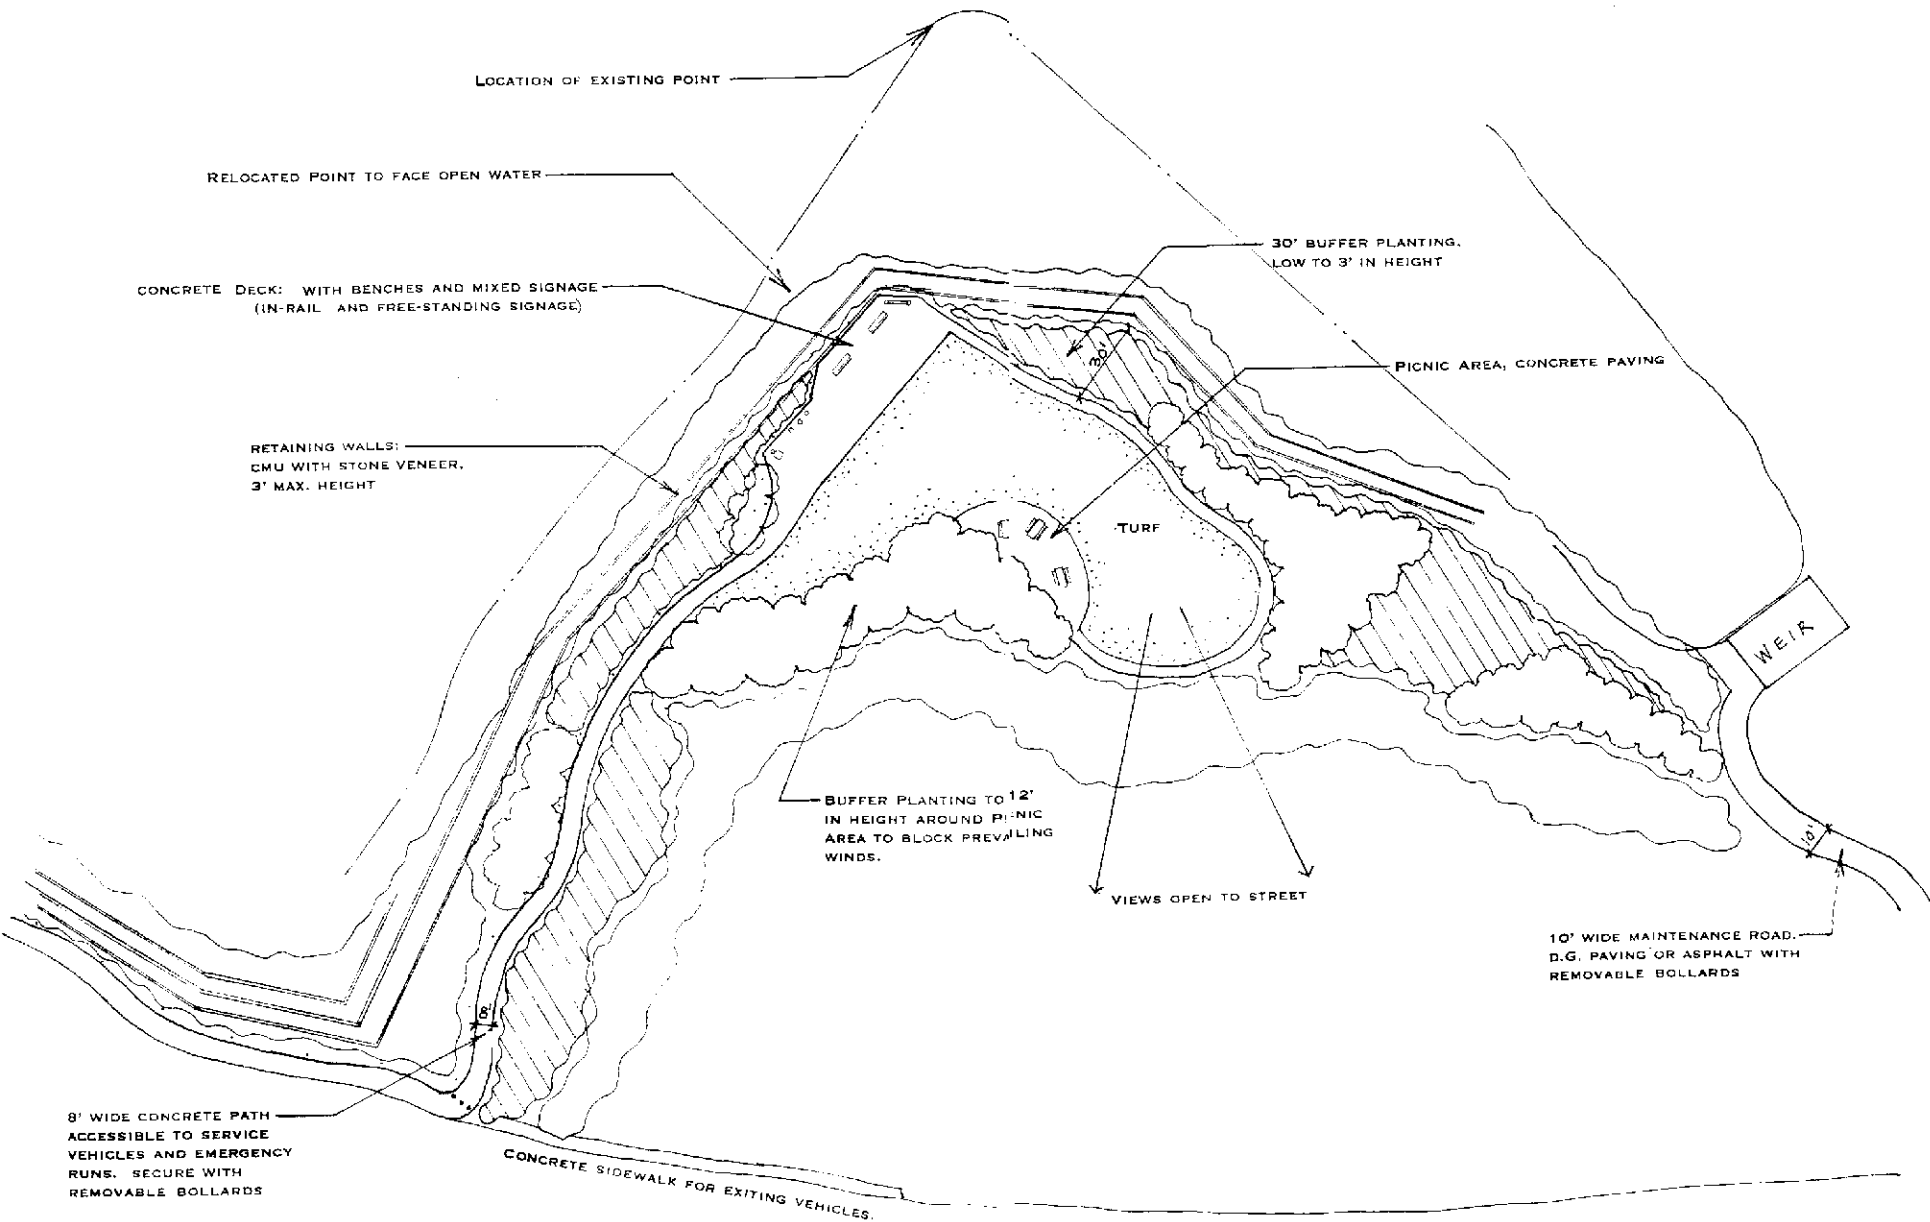 LOCATION OF EXISTING POINT
RELOCATED POINT TO FACE OPEN WATER
30' BUFFER PLANTING,
LOW TO 3' IN HEIGHT
CONCRETE DECK: WITH BENCHES AND MIXED SIGNAGE
(IN-RAIL AND FREE-STANDING SIGNAGE)
30'
PICNIC AREA, CONCRETE PAVING
RETAINING WALLS:
CMU WITH STONE VENEER,
3' MAX. HEIGHT
TURF
WEIR
BUFFER PLANTING TO 12'
IN HEIGHT AROUND PICNIC
AREA TO BLOCK PREVAILING
WINDS.
10'
VIEWS OPEN TO STREET
10' WIDE MAINTENANCE ROAD.
D.G. PAVING OR ASPHALT WITH
REMOVABLE BOLLARDS
8'
8' WIDE CONCRETE PATH
ACCESSIBLE TO SERVICE
VEHICLES AND EMERGENCY
RUNS. SECURE WITH
REMOVABLE BOLLARDS
CONCRETE SIDEWALK FOR EXITING VEHICLES.